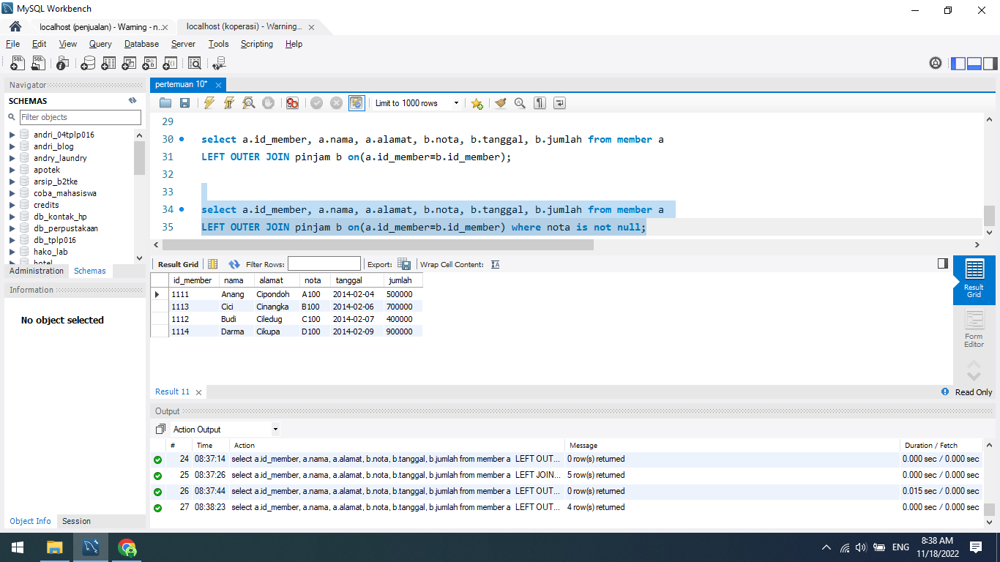 MySQL Workbench
localhost (penjualan) - Warning - n...
localhost (koperasi) - Warning...
File Edit View Query Database Server Tools Scripting Help
Navigator
SCHEMAS
Filter objects
andri_04tplp016
andri_blog
andry_laundry
apotek
arsip_b2tke
coba_mahasiswa
credits
db_kontak_hp
db_perpustakaan
db_tplp016
hako_lab
hotel
Administration Schemas
Information
No object selected
Object Info Session
pertemuan 10*
Limit to 1000 rows
29
30 select a.id_member, a.nama, a.alamat, b.nota, b.tanggal, b.jumlah from member a
31 LEFT OUTER JOIN pinjam b on(a.id_member=b.id_member);
32
33
34 select a.id_member, a.nama, a.alamat, b.nota, b.tanggal, b.jumlah from member a
35 LEFT OUTER JOIN pinjam b on(a.id_member=b.id_member) where nota is not null;
Result Grid Filter Rows: Export: Wrap Cell Content:
id_member nama alamat nota tanggal jumlah
1111 Anang Cipondoh A100 2014-02-04 500000
1113 Cici Cinangka B100 2014-02-06 700000
1112 Budi Ciledug C100 2014-02-07 400000
1114 Darma Cikupa D100 2014-02-09 900000
Result
Grid
Form
Editor
Result 11
Read Only
Output
Action Output
# Time Action Message Duration / Fetch
24 08:37:14 select a.id_member, a.nama, a.alamat, b.nota, b.tanggal, b.jumlah from member a LEFT OUT... 0 row(s) returned 0.000 sec / 0.000 sec
25 08:37:26 select a.id_member, a.nama, a.alamat, b.nota, b.tanggal, b.jumlah from member a LEFT JOIN... 5 row(s) returned 0.000 sec / 0.000 sec
26 08:37:44 select a.id_member, a.nama, a.alamat, b.nota, b.tanggal, b.jumlah from member a LEFT OUT... 0 row(s) returned 0.015 sec / 0.000 sec
27 08:38:23 select a.id_member, a.nama, a.alamat, b.nota, b.tanggal, b.jumlah from member a LEFT OUT... 4 row(s) returned 0.000 sec / 0.000 sec
ENG
8:38 AM
11/18/2022